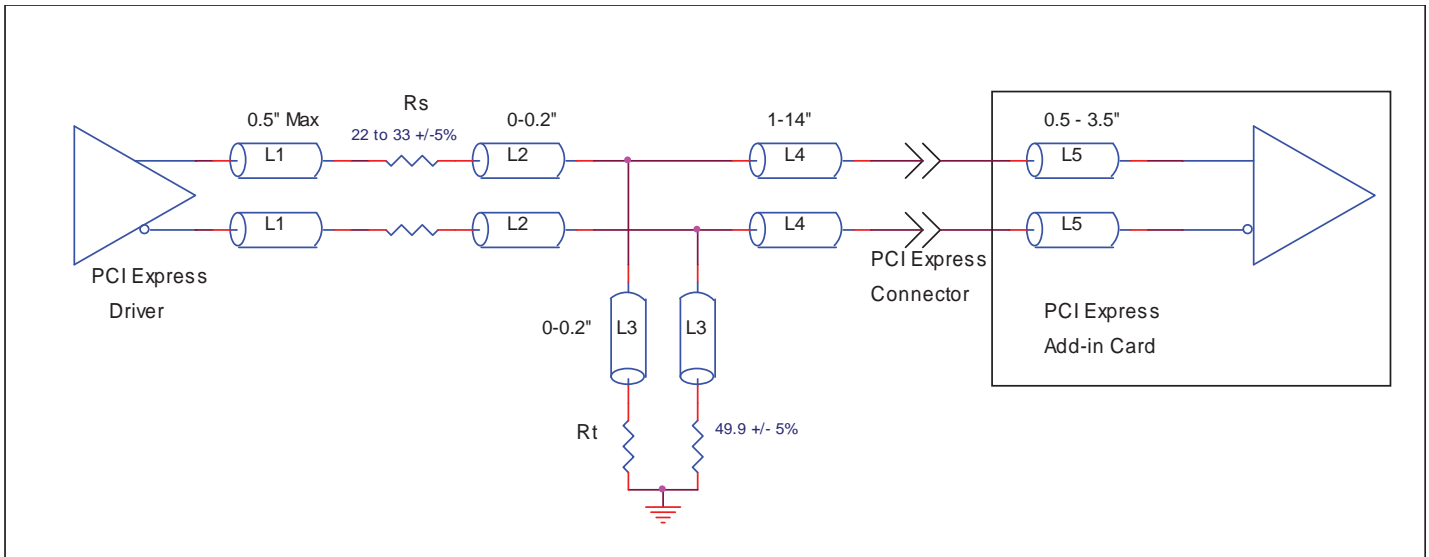 Rs
0.5" Max
22 to 33 +/-5%
0-0.2"
1-14"
0.5 - 3.5"
L1
L2
L4
L5
L1
L2
L4
L5
PCI Express
Driver
PCI Express
Connector
0-0.2"
L3
L3
PCI Express
Add-in Card
Rt
49.9 +/- 5%